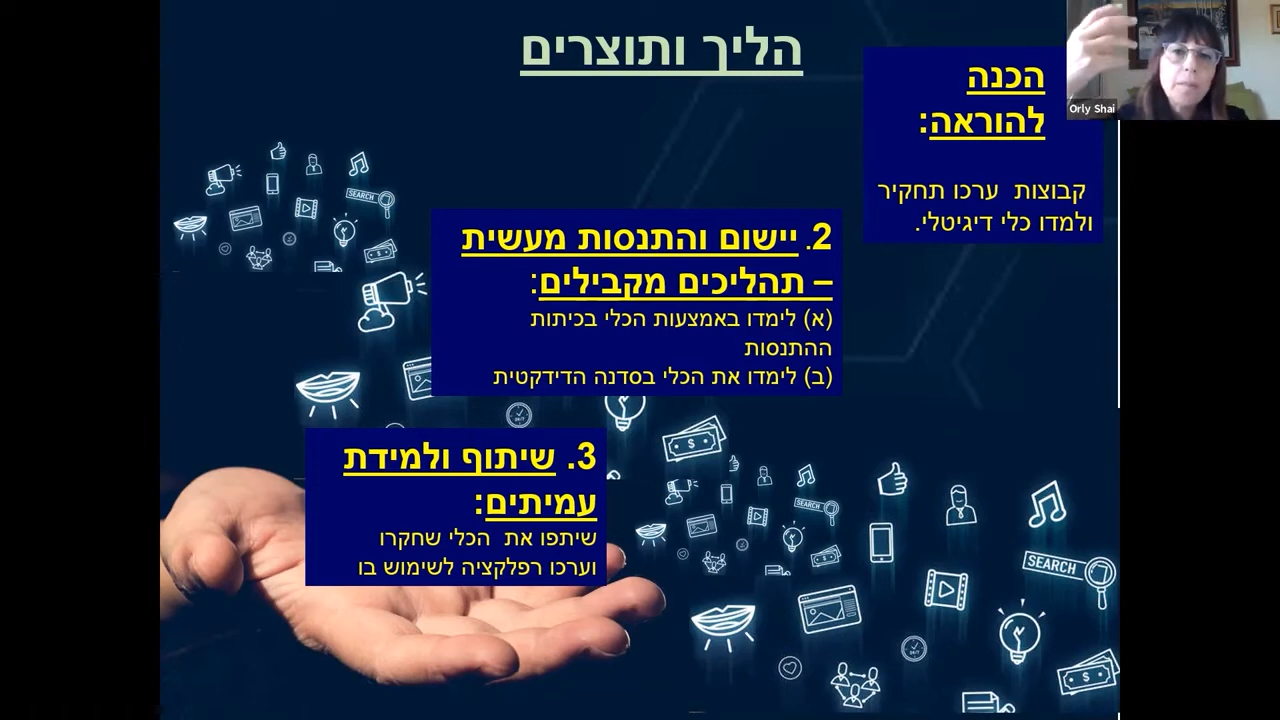 הליך ותוצרים
הכנה
להוראה:
קבוצות ערכו תחקיר
ולמדו כלי דיגיטלי.
2. יישום והתנסות מעשית
– תהליכים מקבילים:
(א) לימדו באמצעות הכלי בכיתות
ההתנסות
(ב) לימדו את הכלי בסדנה הדידקטית
3. שיתוף ולמידת
עמיתים:
שיתפו את הכלי שחקרו
וערכו רפלקציה לשימוש בו
Orly Shai
SEARCH
SEARCH
SEARCH